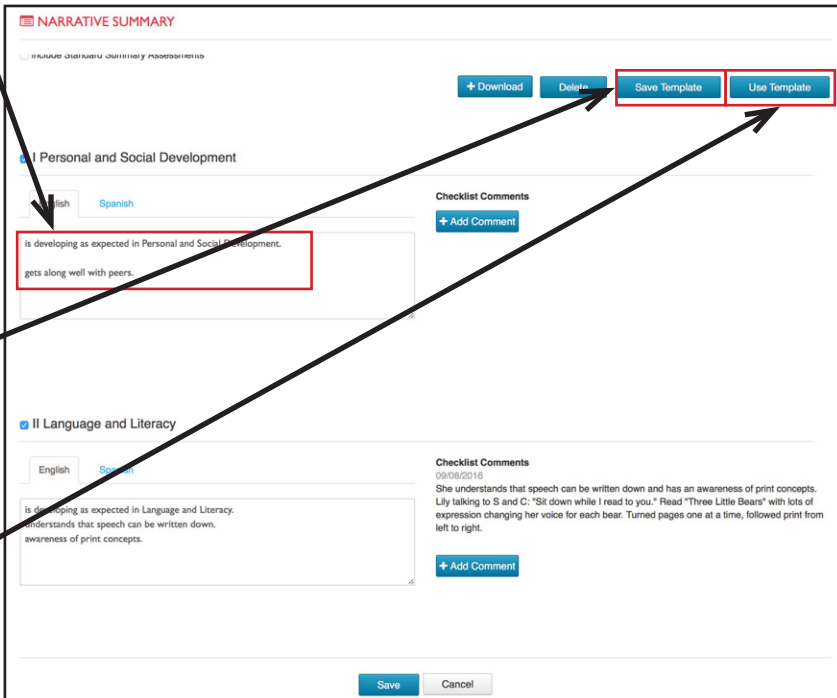 NARRATIVE SUMMARY
Include Standard Summary Assessments
+ Download Delete Save Template Use Template
I Personal and Social Development
English Spanish
is developing as expected in Personal and Social Development.
gets along well with peers.
Checklist Comments
+ Add Comment
II Language and Literacy
English Spanish
is developing as expected in Language and Literacy.
understands that speech can be written down.
awareness of print concepts.
Checklist Comments
09/08/2016
She understands that speech can be written down and has an awareness of print concepts.
Lily talking to S and C: "Sit down while I read to you." Read "Three Little Bears" with lots of
expression changing her voice for each bear. Turned pages one at a time, followed print from
left to right.
+ Add Comment
Save Cancel